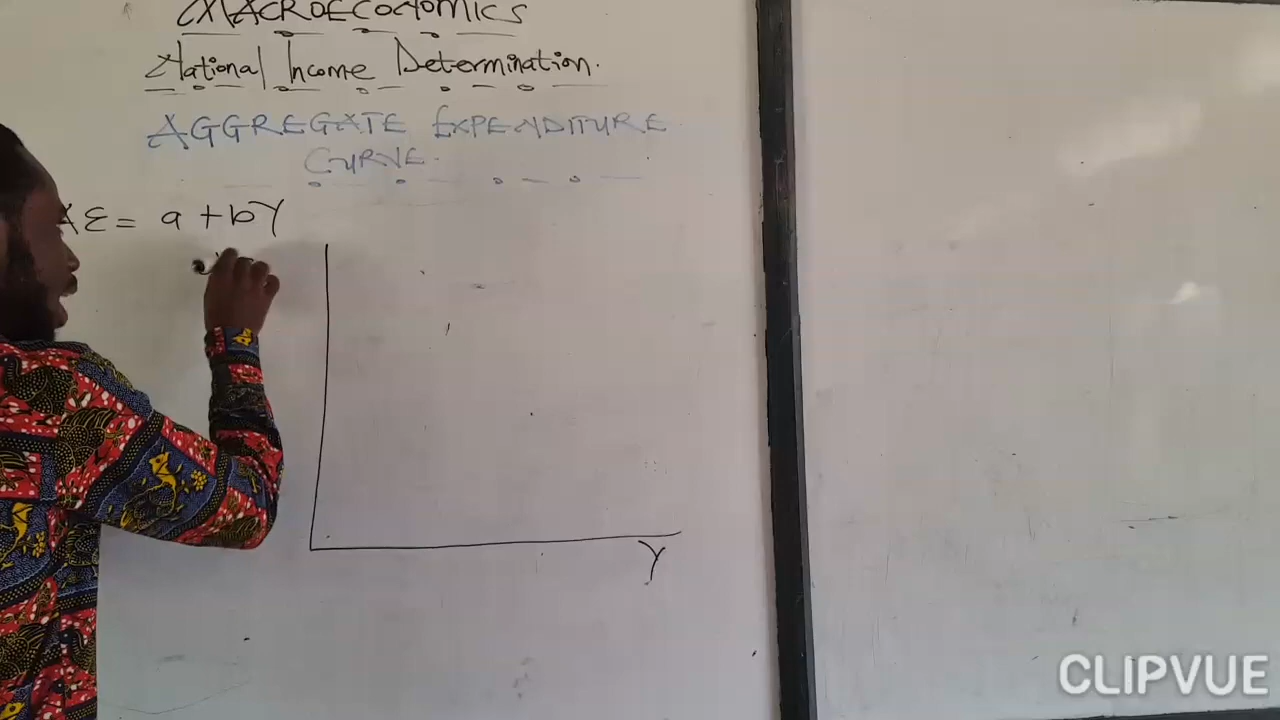 MACROECONOMICS
National Income Determination.
AGGREGATE EXPENDITURE
CURVE.
AE = a + bY
Y
CLIPVUE